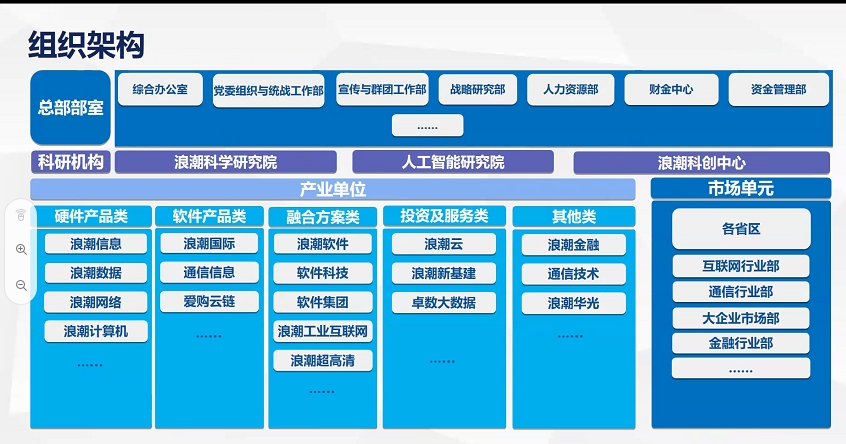 组织架构
总部部室
综合办公室
党委组织与统战工作部
宣传与群团工作部
战略研究部
人力资源部
财金中心
资金管理部
......
科研机构
浪潮科学研究院
人工智能研究院
浪潮科创中心
产业单位
硬件产品类
浪潮信息
浪潮数据
浪潮网络
浪潮计算机
......
软件产品类
浪潮国际
通信信息
爱购云链
......
融合方案类
浪潮软件
软件科技
软件集团
浪潮工业互联网
浪潮超高清
......
投资及服务类
浪潮云
浪潮新基建
卓数大数据
......
其他类
浪潮金融
通信技术
浪潮华光
......
市场单元
各省区
互联网行业部
通信行业部
大企业市场部
金融行业部
......